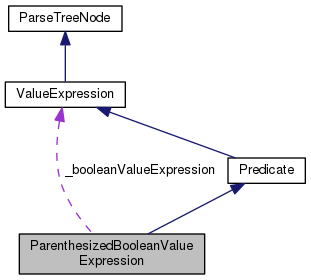 ParseTreeNode
ValueExpression
_booleanValueExpression
Predicate
ParenthesizedBooleanValue
Expression